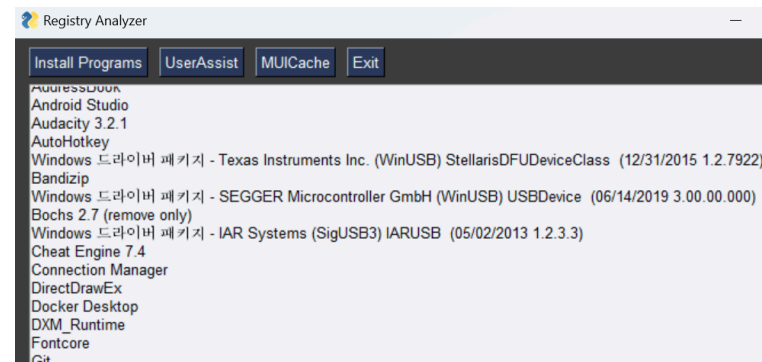 Registry Analyzer
Install Programs UserAssist MUICache Exit
AddressBook
Android Studio
Audacity 3.2.1
AutoHotkey
Windows 드라이버 패키지 - Texas Instruments Inc. (WinUSB) StellarisDFUDeviceClass (12/31/2015 1.2.7922)
Bandizip
Windows 드라이버 패키지 - SEGGER Microcontroller GmbH (WinUSB) USBDevice (06/14/2019 3.00.00.000)
Bochs 2.7 (remove only)
Windows 드라이버 패키지 - IAR Systems (SigUSB3) IARUSB (05/02/2013 1.2.3.3)
Cheat Engine 7.4
Connection Manager
DirectDrawEx
Docker Desktop
DXM_Runtime
Fontcore
Git